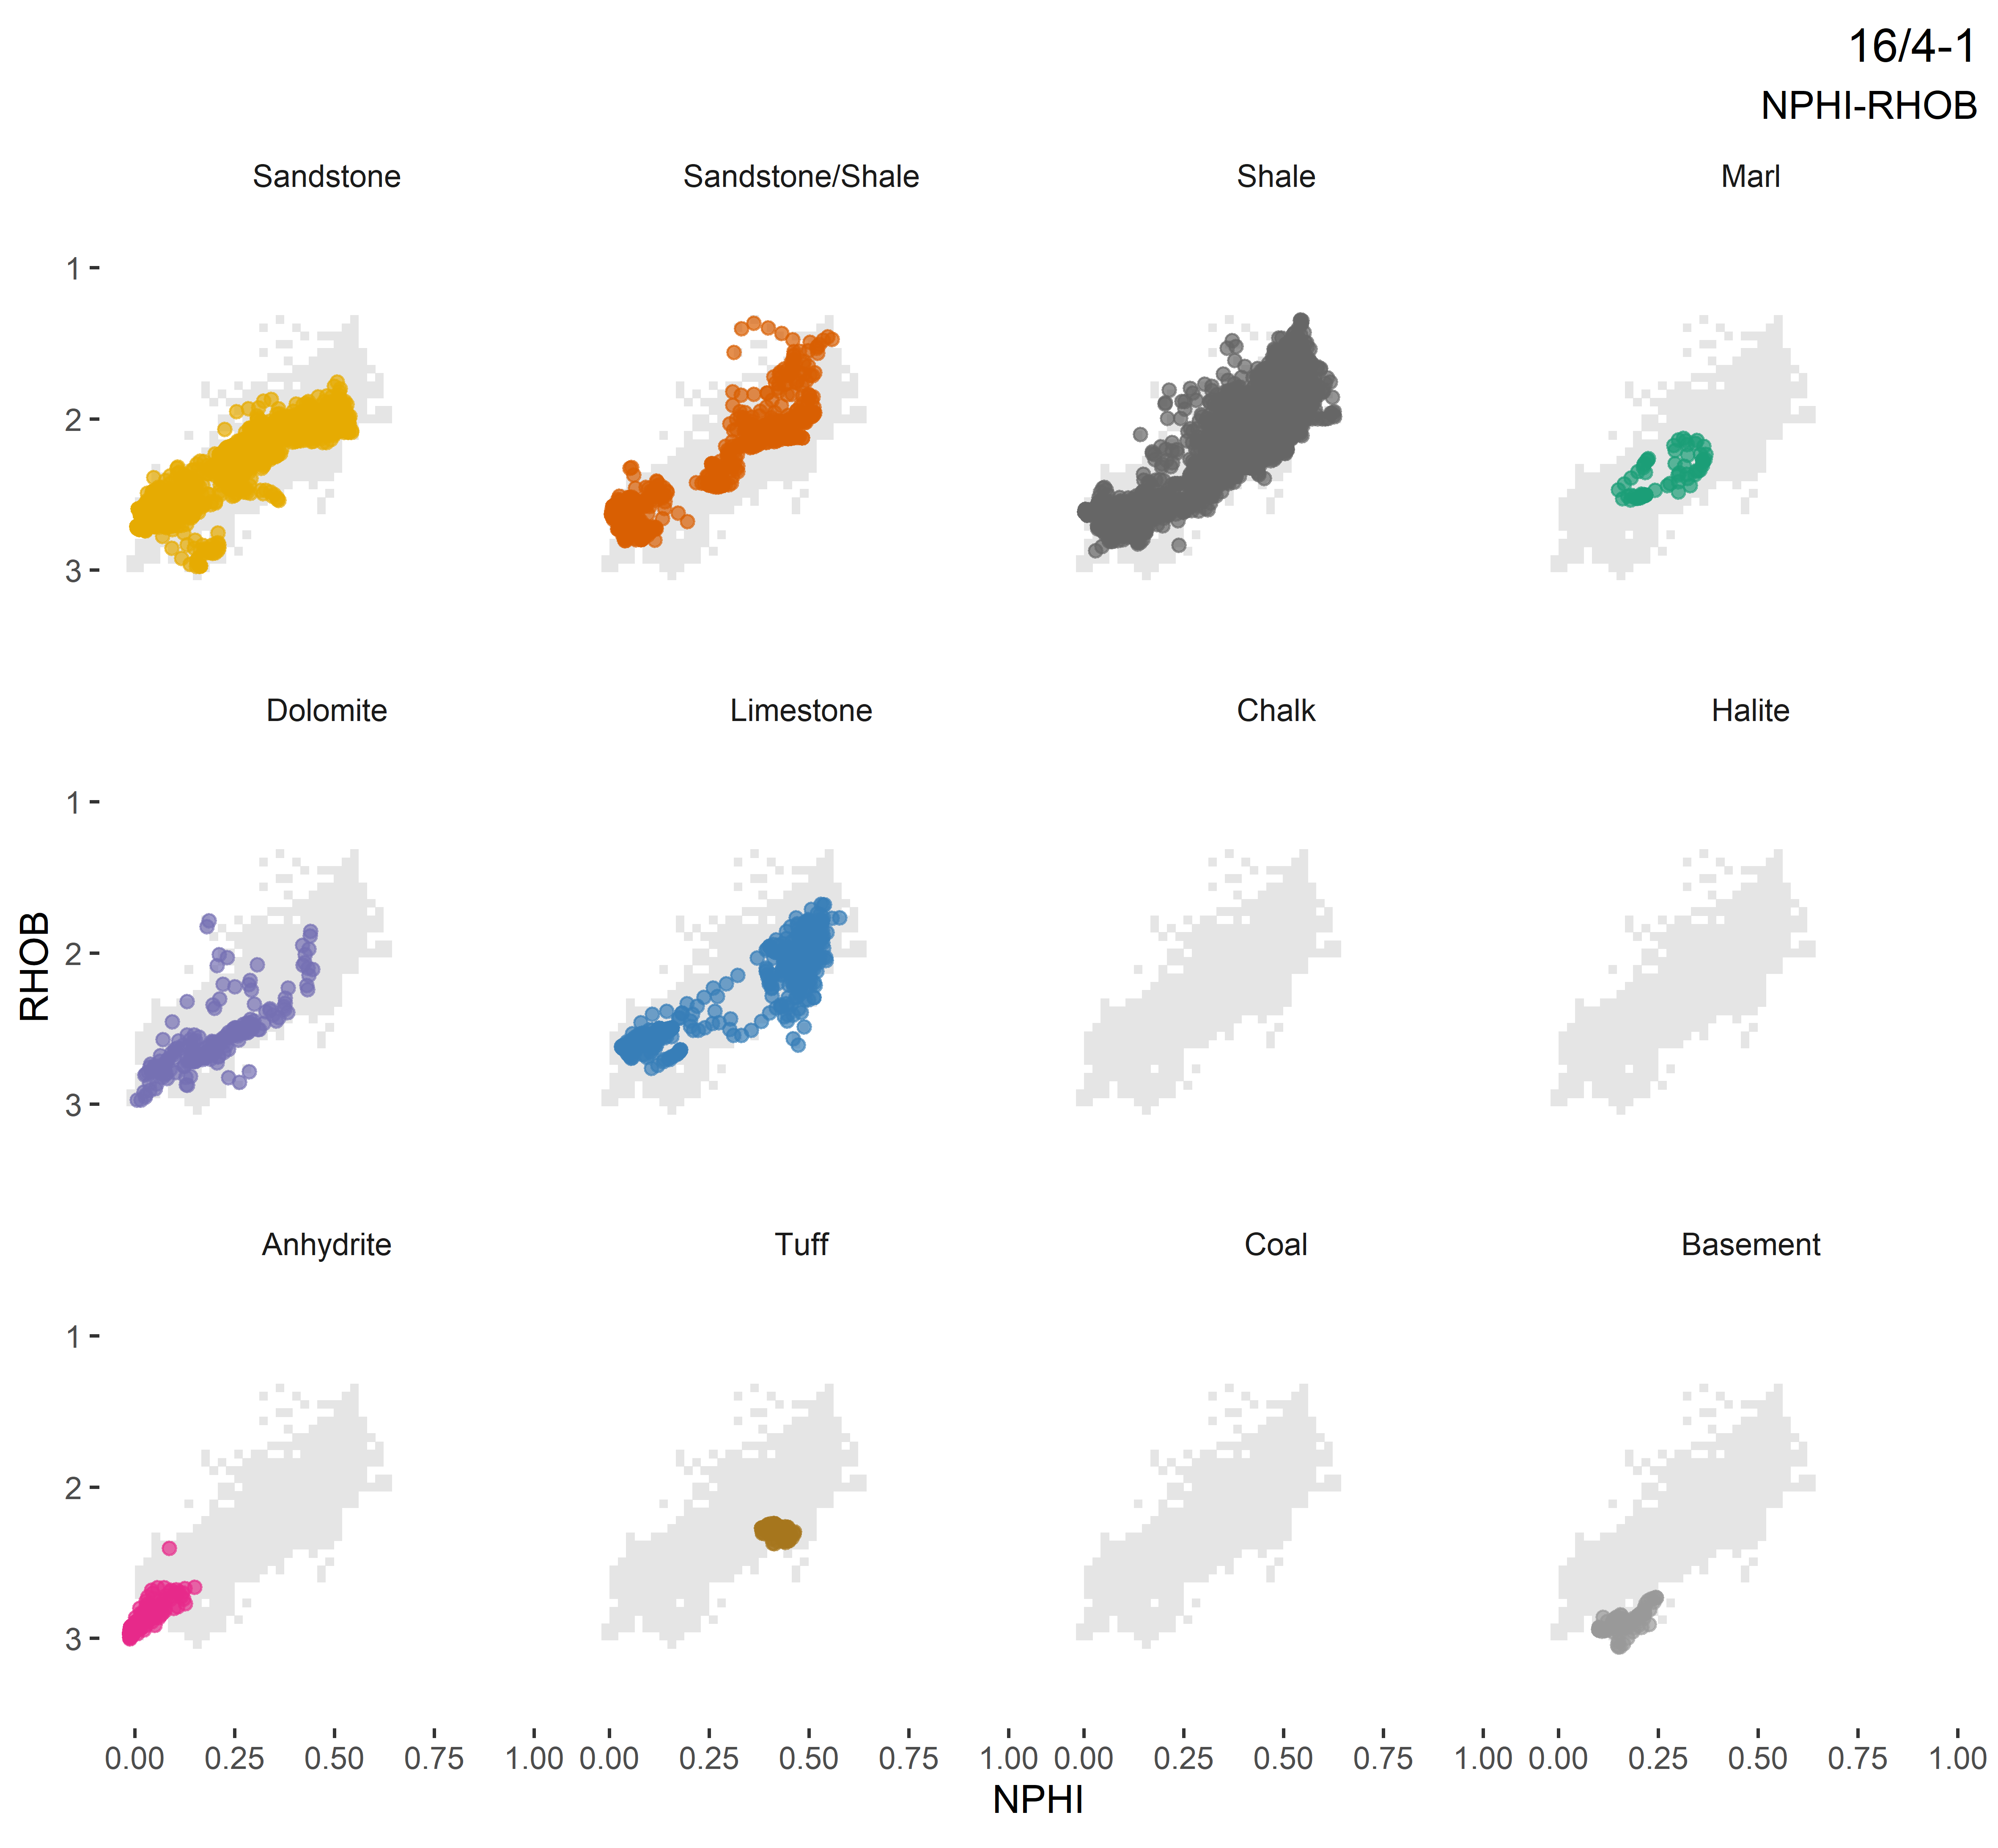 16/4-1
NPHI-RHOB
Sandstone Sandstone/Shale Shale Marl
1
2
3
Dolomite Limestone Chalk Halite
1
2
3
RHOB
Anhydrite Tuff Coal Basement
1
2
3
0.00 0.25 0.50 0.75 1.00 0.00 0.25 0.50 0.75 1.00 0.00 0.25 0.50 0.75 1.00 0.00 0.25 0.50 0.75 1.00
NPHI